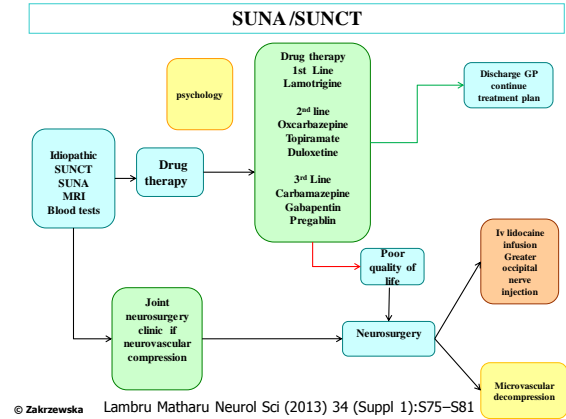 SUNA/SUNCT
psychology
Idiopathic
SUNCT
SUNA
MRI
Blood tests
Drug
therapy
Drug therapy
1st Line
Lamotrigine
2nd line
Oxcarbazepine
Topiramate
Duloxetine
3rd Line
Carbamazepine
Gabapentin
Pregablin
Discharge GP
continue
treatment plan
Poor
quality of
life
Joint
neurosurgery
clinic if
neurovascular
compression
Neurosurgery
Iv lidocaine
infusion
Greater
occipital
nerve
injection
Microvascular
decompression
© Zakrzewska Lambru Matharu Neurol Sci (2013) 34 (Suppl 1):S75–S81